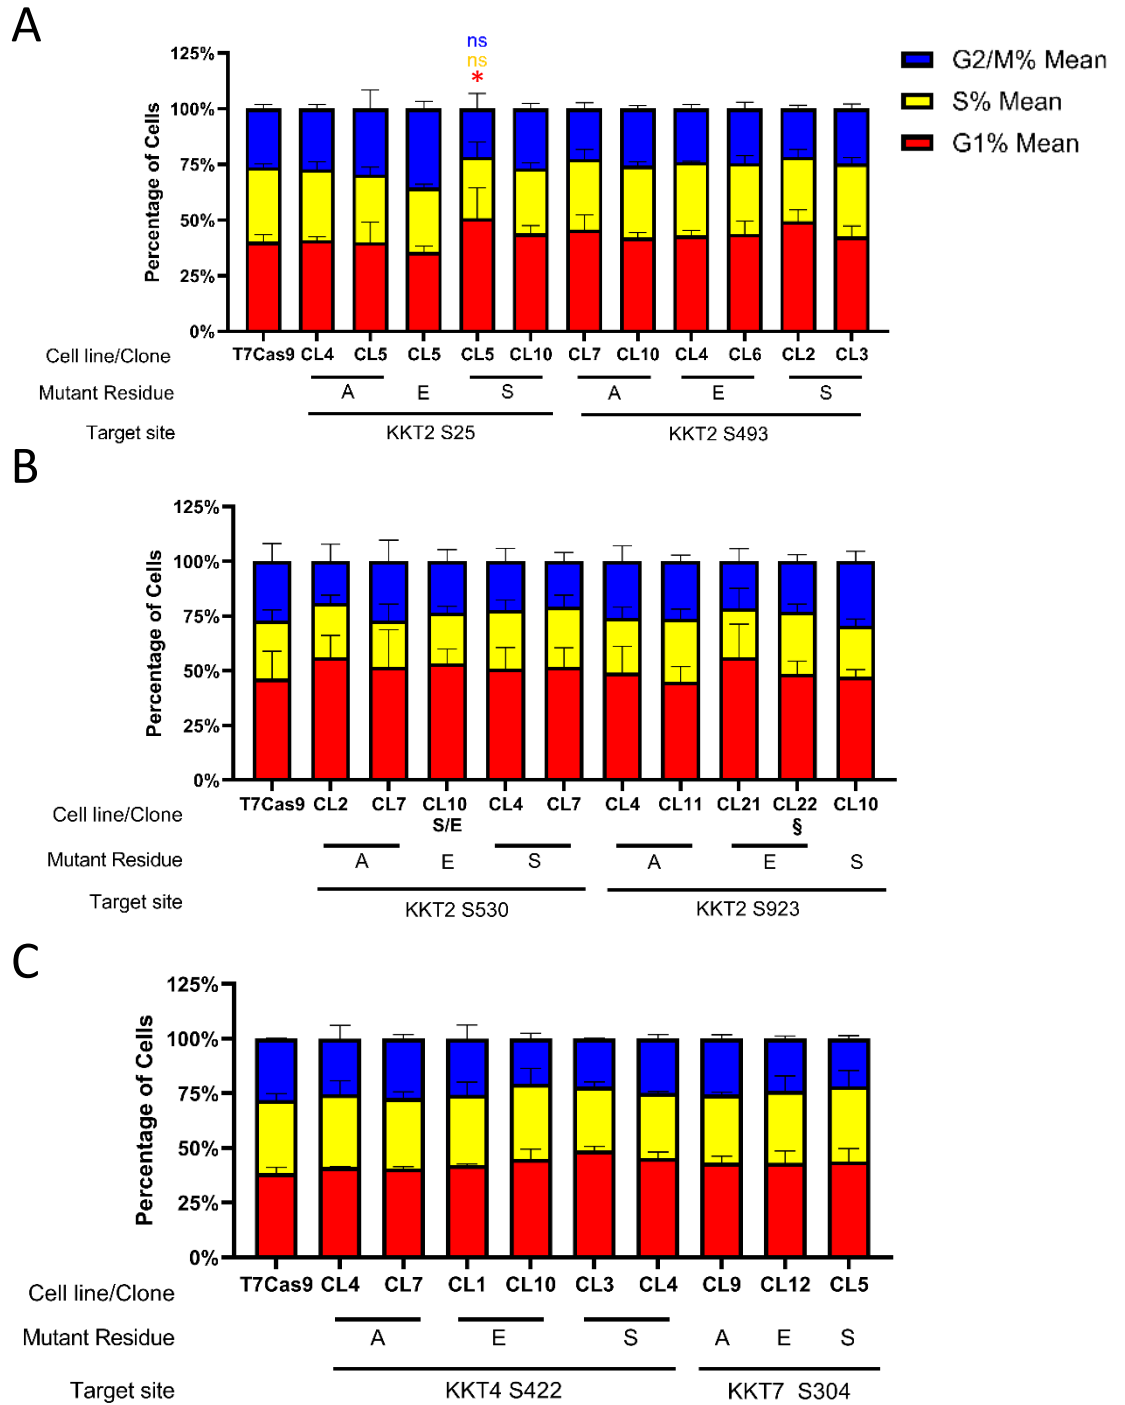 A
ns
ns
*
G2/M% Mean
S% Mean
G1% Mean
Percentage of Cells
125%
100%
75%
50%
25%
0%
Cell line/Clone T7Cas9 CL4 CL5 CL5 CL5 CL10 CL7 CL10 CL4 CL6 CL2 CL3
Mutant Residue A E S A E S
Target site KKT2 S25 KKT2 S493
B
Percentage of Cells
125%
100%
75%
50%
25%
0%
Cell line/Clone T7Cas9 CL2 CL7 CL10 CL4 CL7 CL4 CL11 CL21 CL22 CL10
S/E §
Mutant Residue A E S A E S
Target site KKT2 S530 KKT2 S923
C
Percentage of Cells
125%
100%
75%
50%
25%
0%
Cell line/Clone T7Cas9 CL4 CL7 CL1 CL10 CL3 CL4 CL9 CL12 CL5
Mutant Residue A E S A E S
Target site KKT4 S422 KKT7 S304